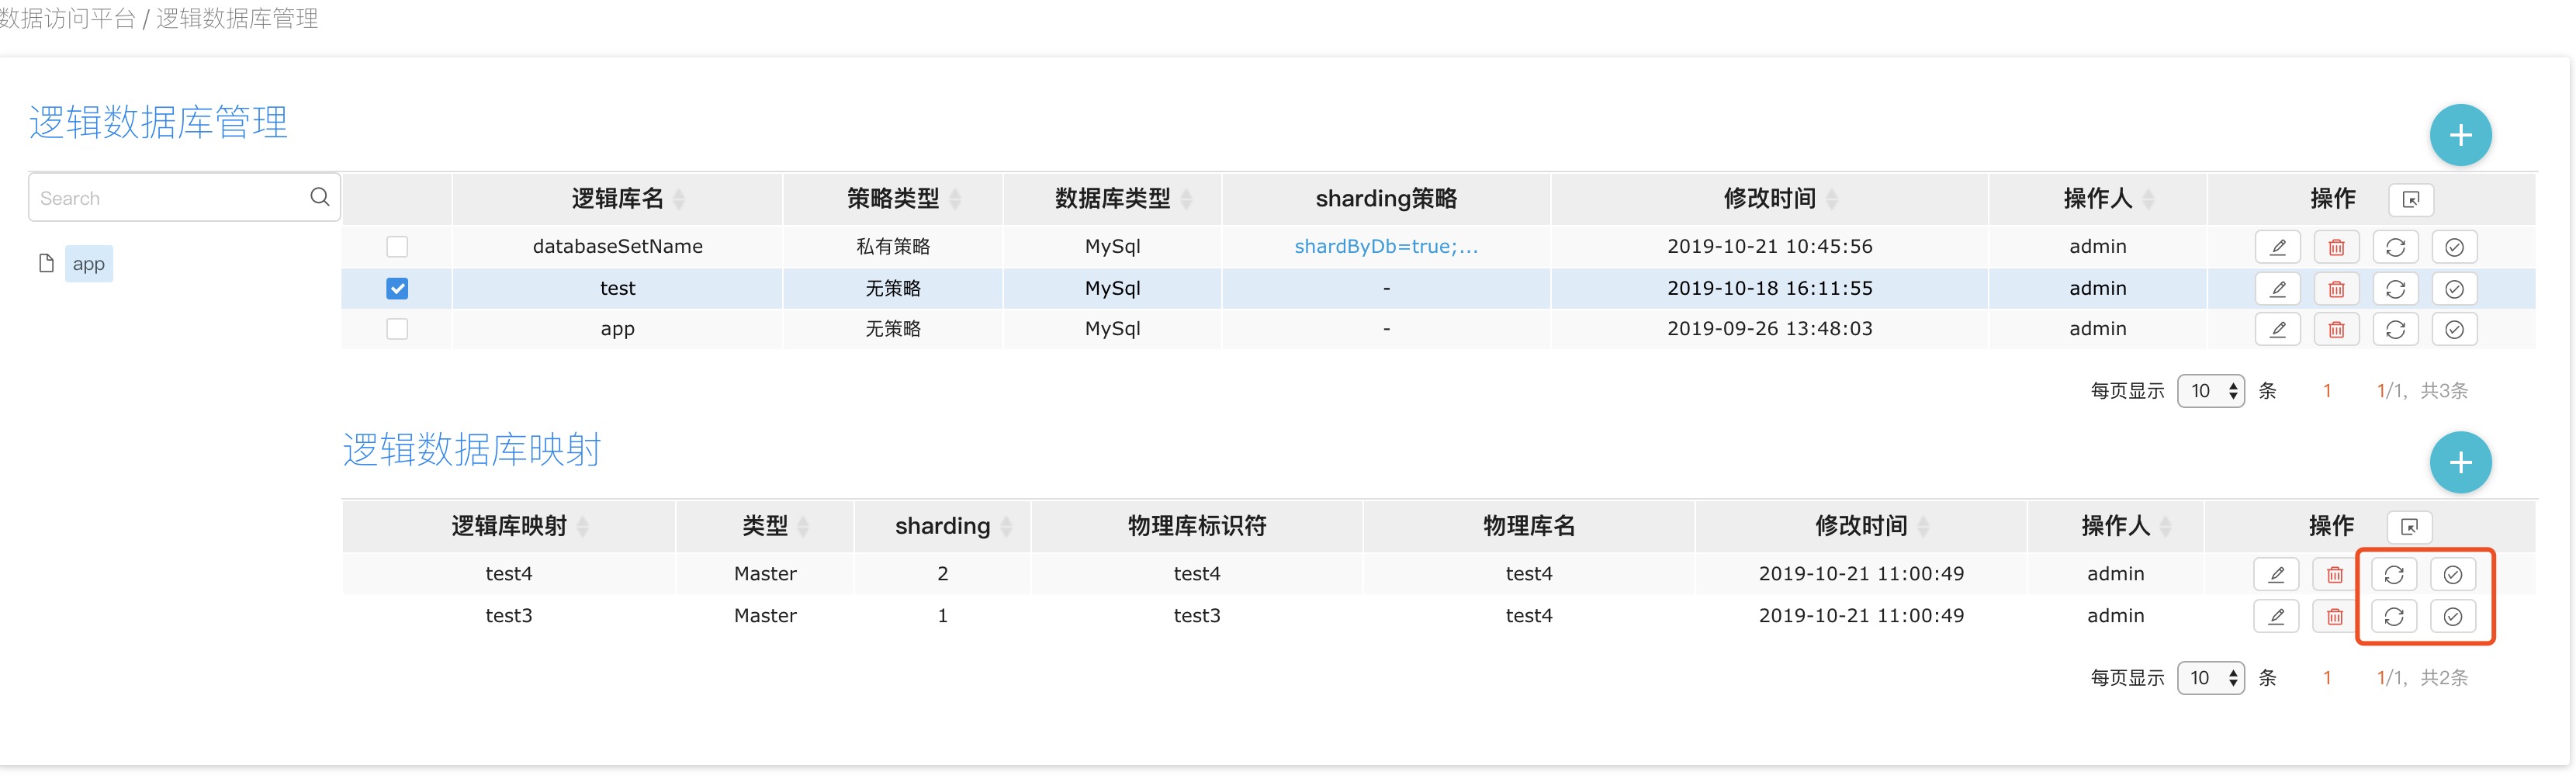 数据访问平台 / 逻辑数据库管理
逻辑数据库管理
Search
app
逻辑库名 策略类型 数据库类型 sharding策略 修改时间 操作人 操作
databaseSetName 私有策略 MySql shardByDb=true;... 2019-10-21 10:45:56 admin
test 无策略 MySql - 2019-10-18 16:11:55 admin
app 无策略 MySql - 2019-09-26 13:48:03 admin
每页显示 10 条 1 1/1, 共3条
逻辑数据库映射
逻辑库映射 类型 sharding 物理库标识符 物理库名 修改时间 操作人 操作
test4 Master 2 test4 test4 2019-10-21 11:00:49 admin
test3 Master 1 test3 test4 2019-10-21 11:00:49 admin
每页显示 10 条 1 1/1, 共2条